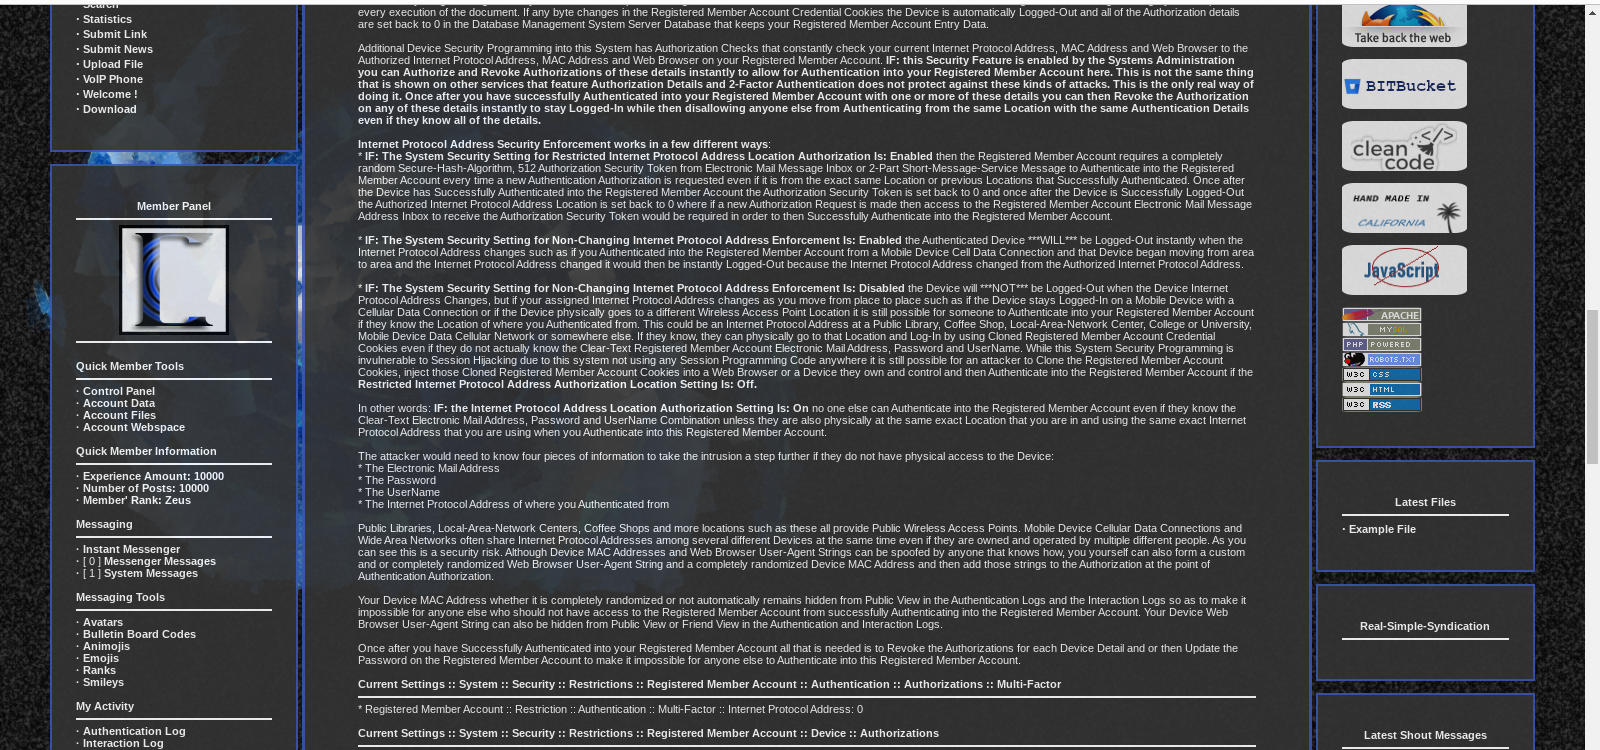 · Search
· Statistics
· Submit Link
· Submit News
· Upload File
· VoIP Phone
· Welcome !
· Download
Member Panel
Quick Member Tools
· Control Panel
· Account Data
· Account Files
· Account Webspace
Quick Member Information
· Experience Amount: 10000
· Number of Posts: 10000
· Member' Rank: Zeus
Messaging
· Instant Messenger
· [ 0 ] Messenger Messages
· [ 1 ] System Messages
Messaging Tools
· Avatars
· Bulletin Board Codes
· Animojis
· Emojis
· Ranks
· Smileys
My Activity
· Authentication Log
· Interaction Log
every execution of the document. If any byte changes in the Registered Member Account Credential Cookies the Device is automatically Logged-Out and all of the Authorization details
are set back to 0 in the Database Management System Server Database that keeps your Registered Member Account Entry Data.
Additional Device Security Programming into this System has Authorization Checks that constantly check your current Internet Protocol Address, MAC Address and Web Browser to the
Authorized Internet Protocol Address, MAC Address and Web Browser on your Registered Member Account. IF: this Security Feature is enabled by the Systems Administration
you can Authorize and Revoke Authorizations of these details instantly to allow for Authentication into your Registered Member Account here. This is not the same thing
that is shown on other services that feature Authorization Details and 2-Factor Authentication does not protect against these kinds of attacks. This is the only real way of
doing it. Once after you have successfully Authenticated into your Registered Member Account with one or more of these details you can then Revoke the Authorization
on any of these details instantly to stay Logged-In while then disallowing anyone else from Authenticating from the same Location with the same Authentication Details
even if they know all of the details.
Internet Protocol Address Security Enforcement works in a few different ways:
* IF: The System Security Setting for Restricted Internet Protocol Address Location Authorization Is: Enabled then the Registered Member Account requires a completely
random Secure-Hash-Algorithm, 512 Authorization Security Token from Electronic Mail Message Inbox or 2-Part Short-Message-Service Message to Authenticate into the Registered
Member Account every time a new Authentication Authorization is requested even if it is from the exact same Location or previous Locations that Successfully Authenticated. Once after
the Device has Successfully Authenticated into the Registered Member Account the Authorization Security Token is set back to 0 and once after the Device is Successfully Logged-Out
the Authorized Internet Protocol Address Location is set back to 0 where if a new Authorization Request is made then access to the Registered Member Account Electronic Mail Message
Address Inbox to receive the Authorization Security Token would be required in order to then Successfully Authenticate into the Registered Member Account.
* IF: The System Security Setting for Non-Changing Internet Protocol Address Enforcement Is: Enabled the Authenticated Device ***WILL*** be Logged-Out instantly when the
Internet Protocol Address changes such as if you Authenticated into the Registered Member Account from a Mobile Device Cell Data Connection and that Device began moving from area
to area and the Internet Protocol Address changed it would then be instantly Logged-Out because the Internet Protocol Address changed from the Authorized Internet Protocol Address.
* IF: The System Security Setting for Non-Changing Internet Protocol Address Enforcement Is: Disabled the Device will ***NOT*** be Logged-Out when the Device Internet
Protocol Address Changes, but if your assigned Internet Protocol Address changes as you move from place to place such as if the Device stays Logged-In on a Mobile Device with a
Cellular Data Connection or if the Device physically goes to a different Wireless Access Point Location it is still possible for someone to Authenticate into your Registered Member Account
if they know the Location of where you Authenticated from. This could be an Internet Protocol Address at a Public Library, Coffee Shop, Local-Area-Network Center, College or University,
Mobile Device Data Cellular Network or somewhere else. If they know, they can physically go to that Location and Log-In by using Cloned Registered Member Account Credential
Cookies even if they do not actually know the Clear-Text Registered Member Account Electronic Mail Address, Password and UserName. While this System Security Programming is
invulnerable to Session Hijacking due to this system not using any Session Programming Code anywhere it is still possible for an attacker to Clone the Registered Member Account
Cookies, inject those Cloned Registered Member Account Cookies into a Web Browser or a Device they own and control and then Authenticate into the Registered Member Account if the
Restricted Internet Protocol Address Authorization Location Setting Is: Off.
In other words: IF: the Internet Protocol Address Location Authorization Setting Is: On no one else can Authenticate into the Registered Member Account even if they know the
Clear-Text Electronic Mail Address, Password and UserName Combination unless they are also physically at the same exact Location that you are in and using the same exact Internet
Protocol Address that you are using when you Authenticate into this Registered Member Account.
The attacker would need to know four pieces of information to take the intrusion a step further if they do not have physical access to the Device:
* The Electronic Mail Address
* The Password
* The UserName
* The Internet Protocol Address of where you Authenticated from
Public Libraries, Local-Area-Network Centers, Coffee Shops and more locations such as these all provide Public Wireless Access Points. Mobile Device Cellular Data Connections and
Wide Area Networks often share Internet Protocol Addresses among several different Devices at the same time even if they are owned and operated by multiple different people. As you
can see this is a security risk. Although Device MAC Addresses and Web Browser User-Agent Strings can be spoofed by anyone that knows how, you yourself can also form a custom
and or completely randomized Web Browser User-Agent String and a completely randomized Device MAC Address and then add those strings to the Authorization at the point of
Authentication Authorization.
Your Device MAC Address whether it is completely randomized or not automatically remains hidden from Public View in the Authentication Logs and the Interaction Logs so as to make it
impossible for anyone else who should not have access to the Registered Member Account from successfully Authenticating into the Registered Member Account. Your Device Web
Browser User-Agent String can also be hidden from Public View or Friend View in the Authentication and Interaction Logs.
Once after you have Successfully Authenticated into your Registered Member Account all that is needed is to Revoke the Authorizations for each Device Detail and or then Update the
Password on the Registered Member Account to make it impossible for anyone else to Authenticate into this Registered Member Account.
Current Settings :: System :: Security :: Restrictions :: Registered Member Account :: Authentication :: Authorizations :: Multi-Factor
* Registered Member Account :: Restriction :: Authentication :: Multi-Factor :: Internet Protocol Address: 0
Current Settings :: System :: Security :: Restrictions :: Registered Member Account :: Device :: Authorizations
Take back the web
BITBucket
clean
code
</>
HAND MADE IN
CALIFORNIA
JavaScript
APACHE
MYSQL
PHP POWERED
ROBOTS.TXT
W3C CSS
W3C HTML
W3C RSS
Latest Files
· Example File
Real-Simple-Syndication
Latest Shout Messages